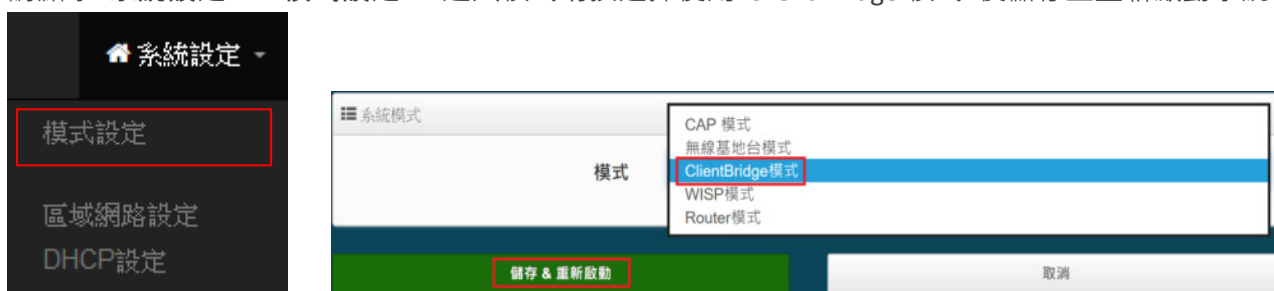 系統設定
模式設定
區域網路設定
DHCP設定
系統模式
模式
CAP 模式
無線基地台模式
ClientBridge模式
WISP模式
Router模式
儲存 & 重新啟動
取消